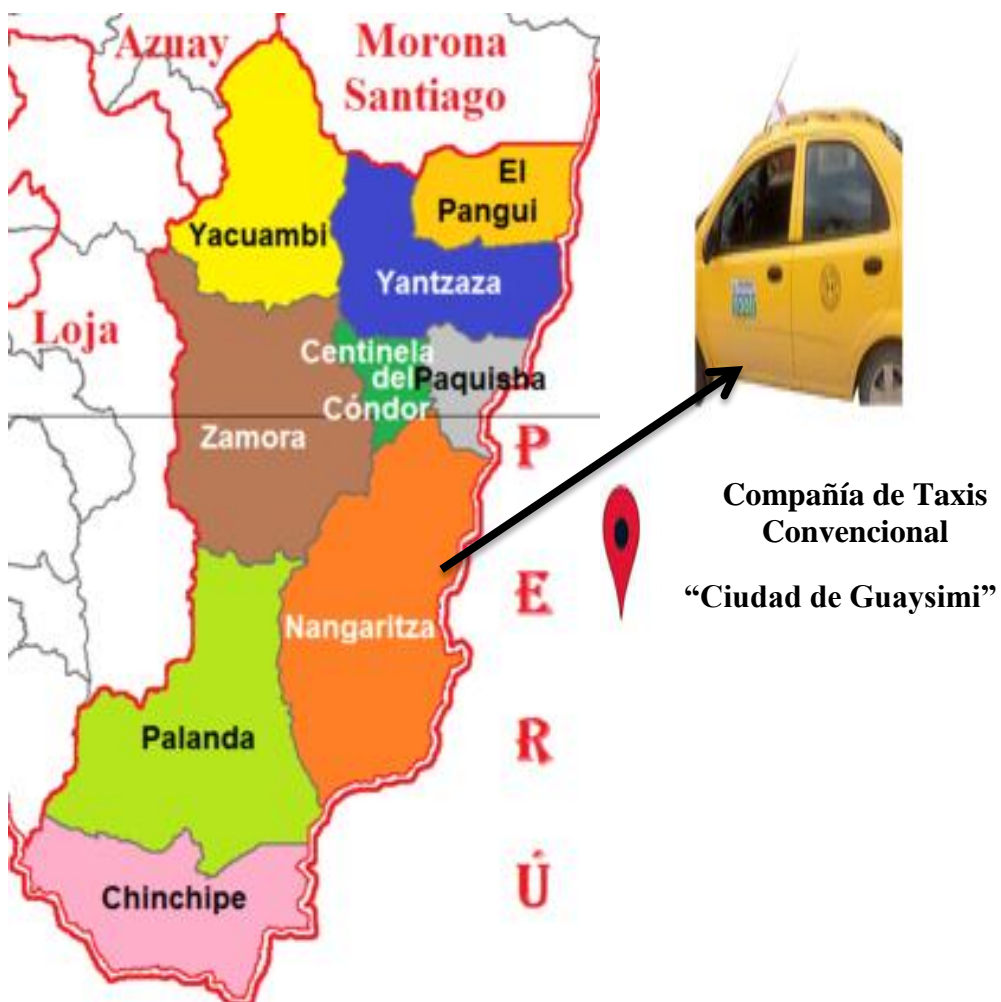 Azuay
Morona
Santiago
El
Pangui
Yacuambi
Yantzaza
Loja
Centinela
del
Cóndor
Paquisha
Zamora
P
E
R
Ú
Nangaritza
Palanda
Chinchipe
Compañía de Taxis
Convencional
“Ciudad de Guaysimi”